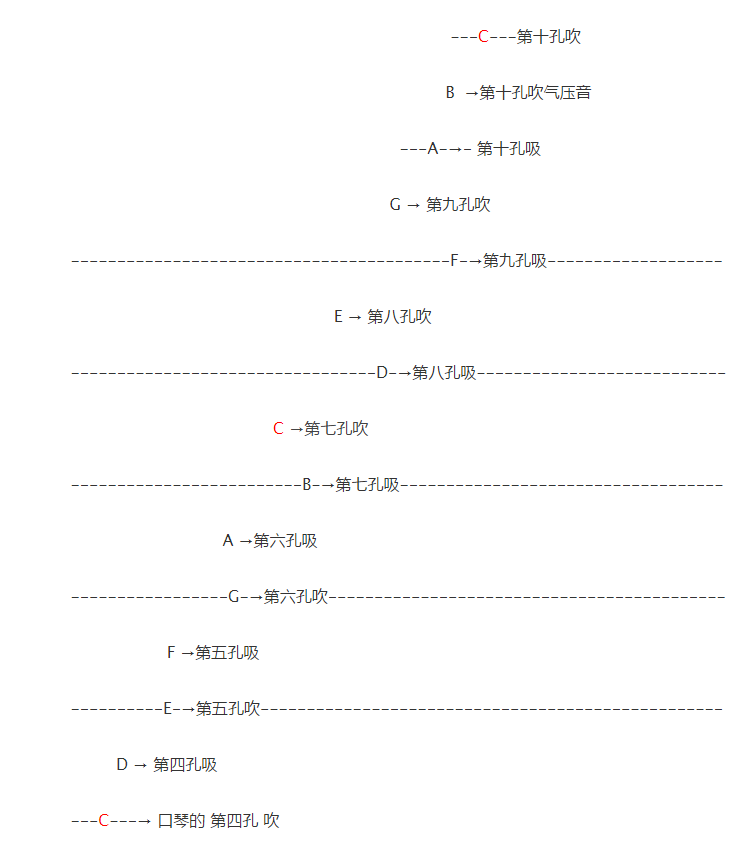 ---C---第十孔吹
B →第十孔吹气压音
---A-→- 第十孔吸
G → 第九孔吹
-----------------------------------------F-→第九孔吸-------------------
E → 第八孔吹
---------------------------------D-→第八孔吸---------------------------
C →第七孔吹
-------------------------B-→第七孔吸-----------------------------------
A →第六孔吸
-----------------G-→第六孔吹-------------------------------------------
F →第五孔吸
----------E-→第五孔吹--------------------------------------------------
D → 第四孔吸
---C---→ 口琴的 第四孔 吹